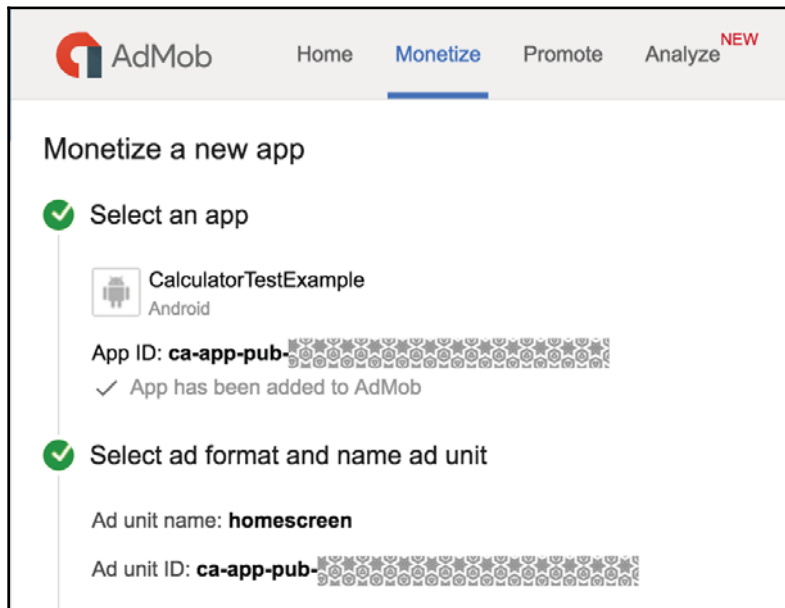 AdMob Home Monetize Promote Analyze NEW
Monetize a new app
Select an app
CalculatorTestExample
Android
App ID: ca-app-pub-
App has been added to AdMob
Select ad format and name ad unit
Ad unit name: homescreen
Ad unit ID: ca-app-pub-